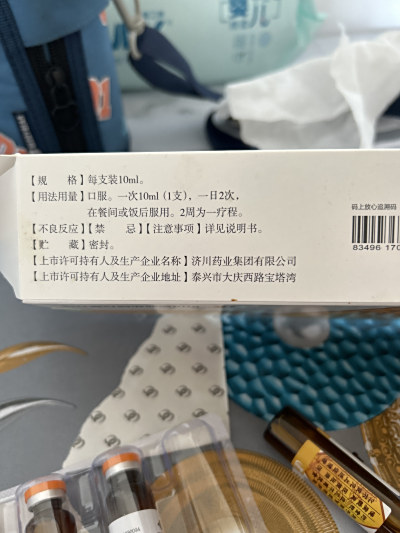 【规　　格】每支装10ml。
【用法用量】口服。一次10ml（1支），一日2次，
在餐间或饭后服用。2周为一疗程。
【不良反应】【禁　　忌】【注意事项】详见说明书。
【贮　　藏】密封。
【上市许可持有人及生产企业名称】济川药业集团有限公司
【上市许可持有人及生产企业地址】泰兴市大庆西路宝塔湾
码上放心追溯码
83496 170